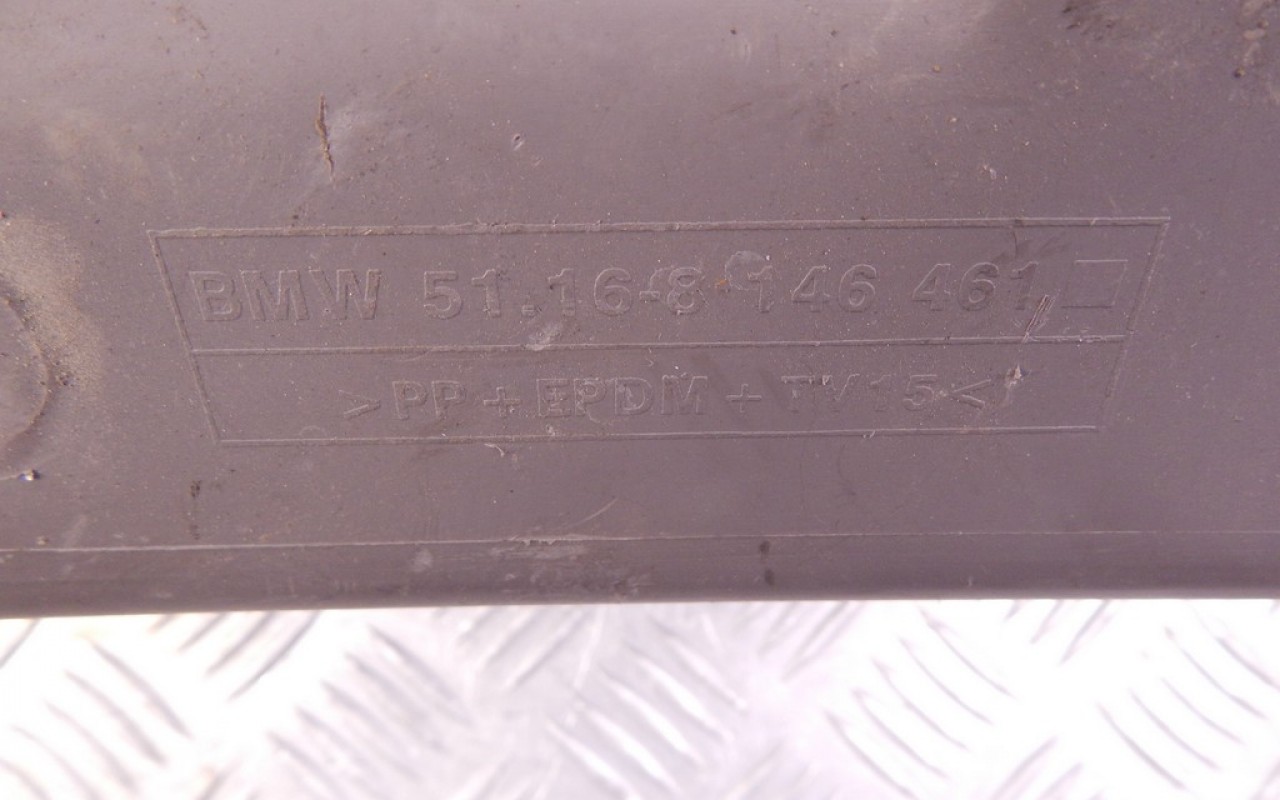 BMW 51.16-8 146 461
>PP + EPDM + TV15<